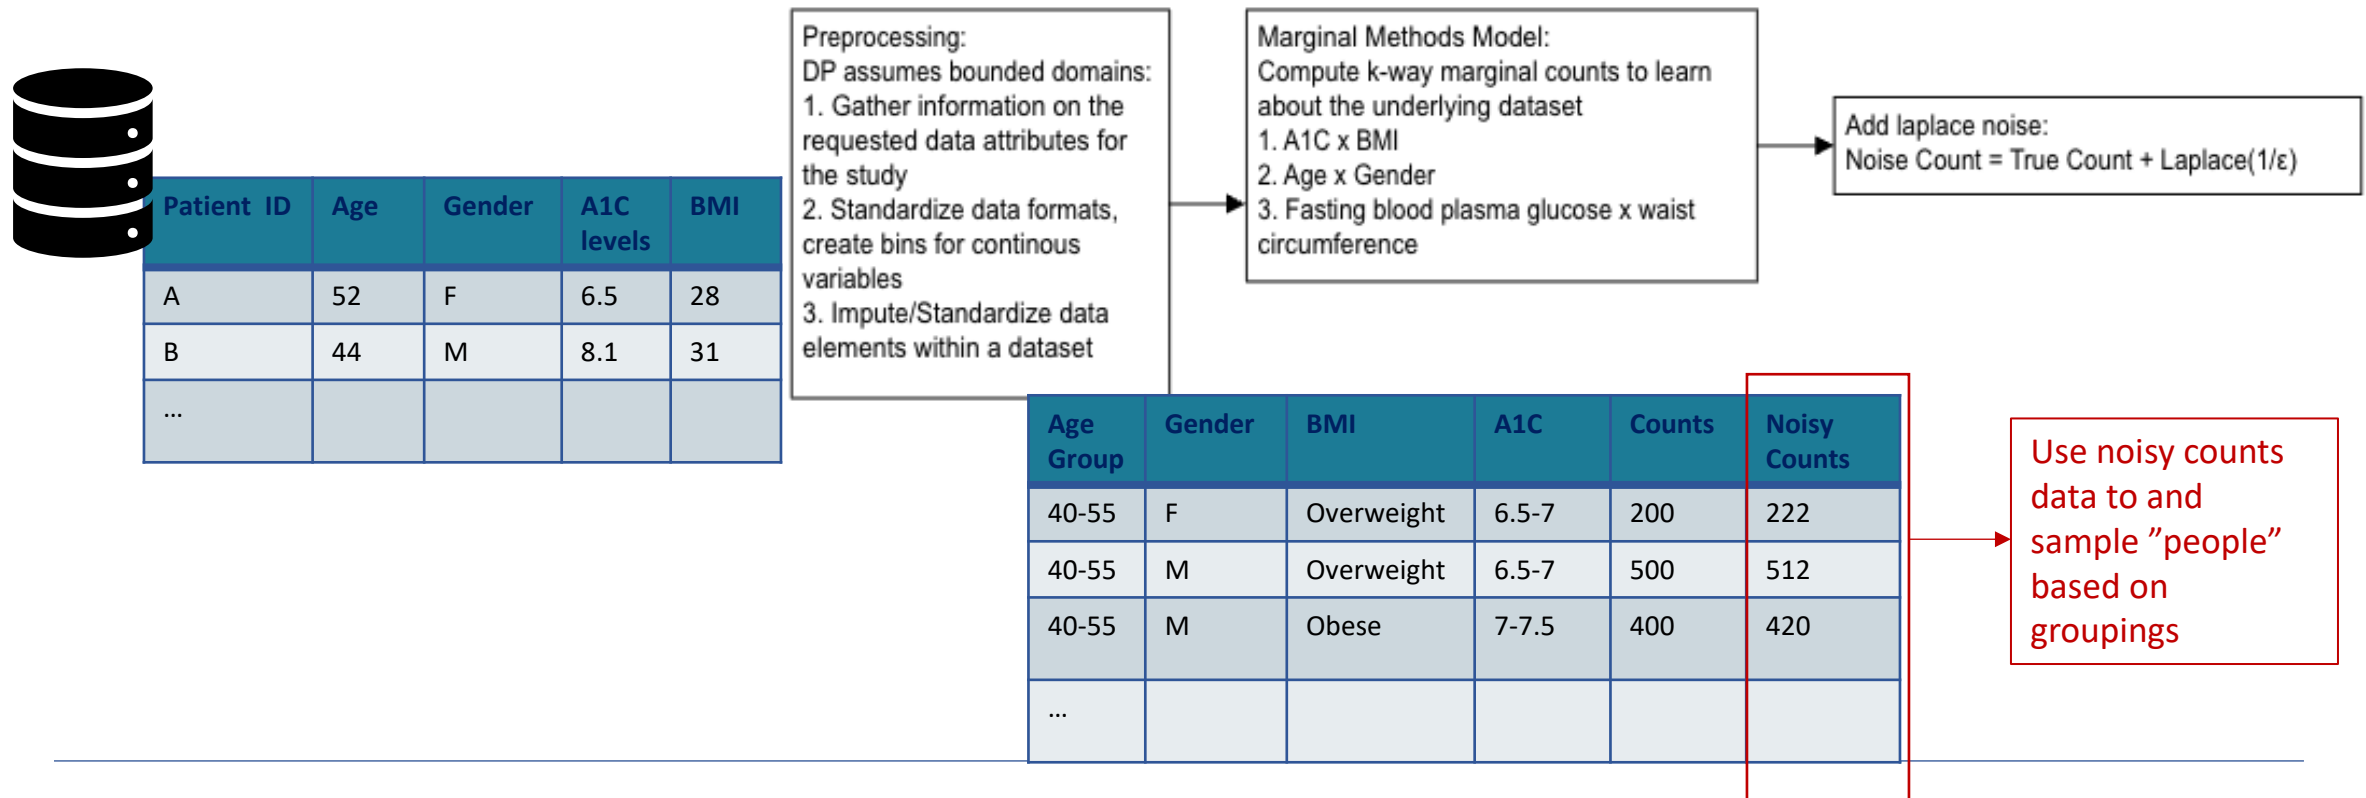 Patient  ID Age Gender A1C levels BMI
A 52 F 6.5 28
B 44 M 8.1 31
...
Preprocessing:
DP assumes bounded domains:
1. Gather information on the
requested data attributes for
the study
2. Standardize data formats,
create bins for continous
variables
3. Impute/Standardize data
elements within a dataset
Marginal Methods Model:
Compute k-way marginal counts to learn
about the underlying dataset
1. A1C x BMI
2. Age x Gender
3. Fasting blood plasma glucose x waist
circumference
Add laplace noise:
Noise Count = True Count + Laplace(1/ε)
Age Group Gender BMI A1C Counts Noisy Counts
40-55 F Overweight 6.5-7 200 222
40-55 M Overweight 6.5-7 500 512
40-55 M Obese 7-7.5 400 420
...
Use noisy counts
data to and
sample ”people”
based on
groupings